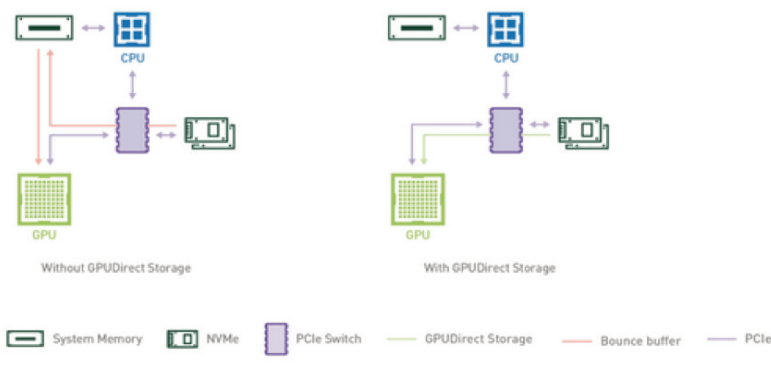 CPU
CPU
GPU
GPU
Without GPUDirect Storage
With GPUDirect Storage
System Memory
NVMe
PCIe Switch
GPUDirect Storage
Bounce buffer
PCIe